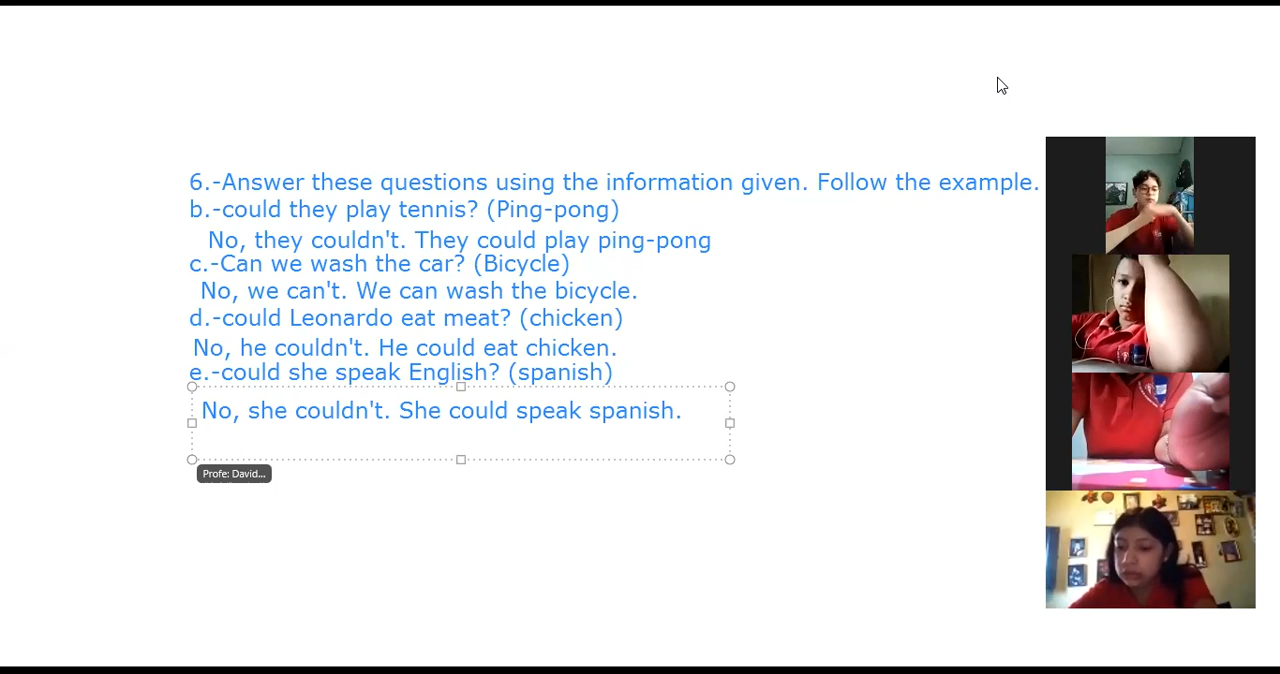 6.-Answer these questions using the information given. Follow the example.
b.-could they play tennis? (Ping-pong)
No, they couldn't. They could play ping-pong
c.-Can we wash the car? (Bicycle)
No, we can't. We can wash the bicycle.
d.-could Leonardo eat meat? (chicken)
No, he couldn't. He could eat chicken.
e.-could she speak English? (spanish)
No, she couldn't. She could speak spanish.
Profe: David...